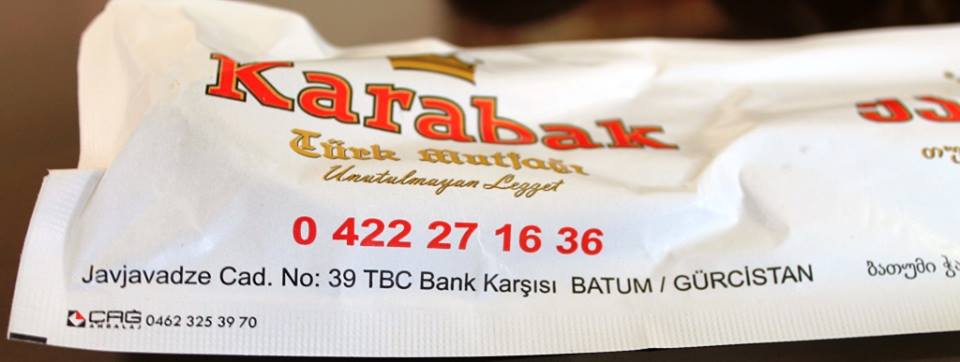 Karabak
Türk Mutfağı
Unutulmayan Lezzet
0 422 27 16 36
Javjavadze Cad. No: 39 TBC Bank Karşısı BATUM / GÜRCİSTAN
ÇAĞ
AMBALAJ
0462 325 39 70
ბათუმი